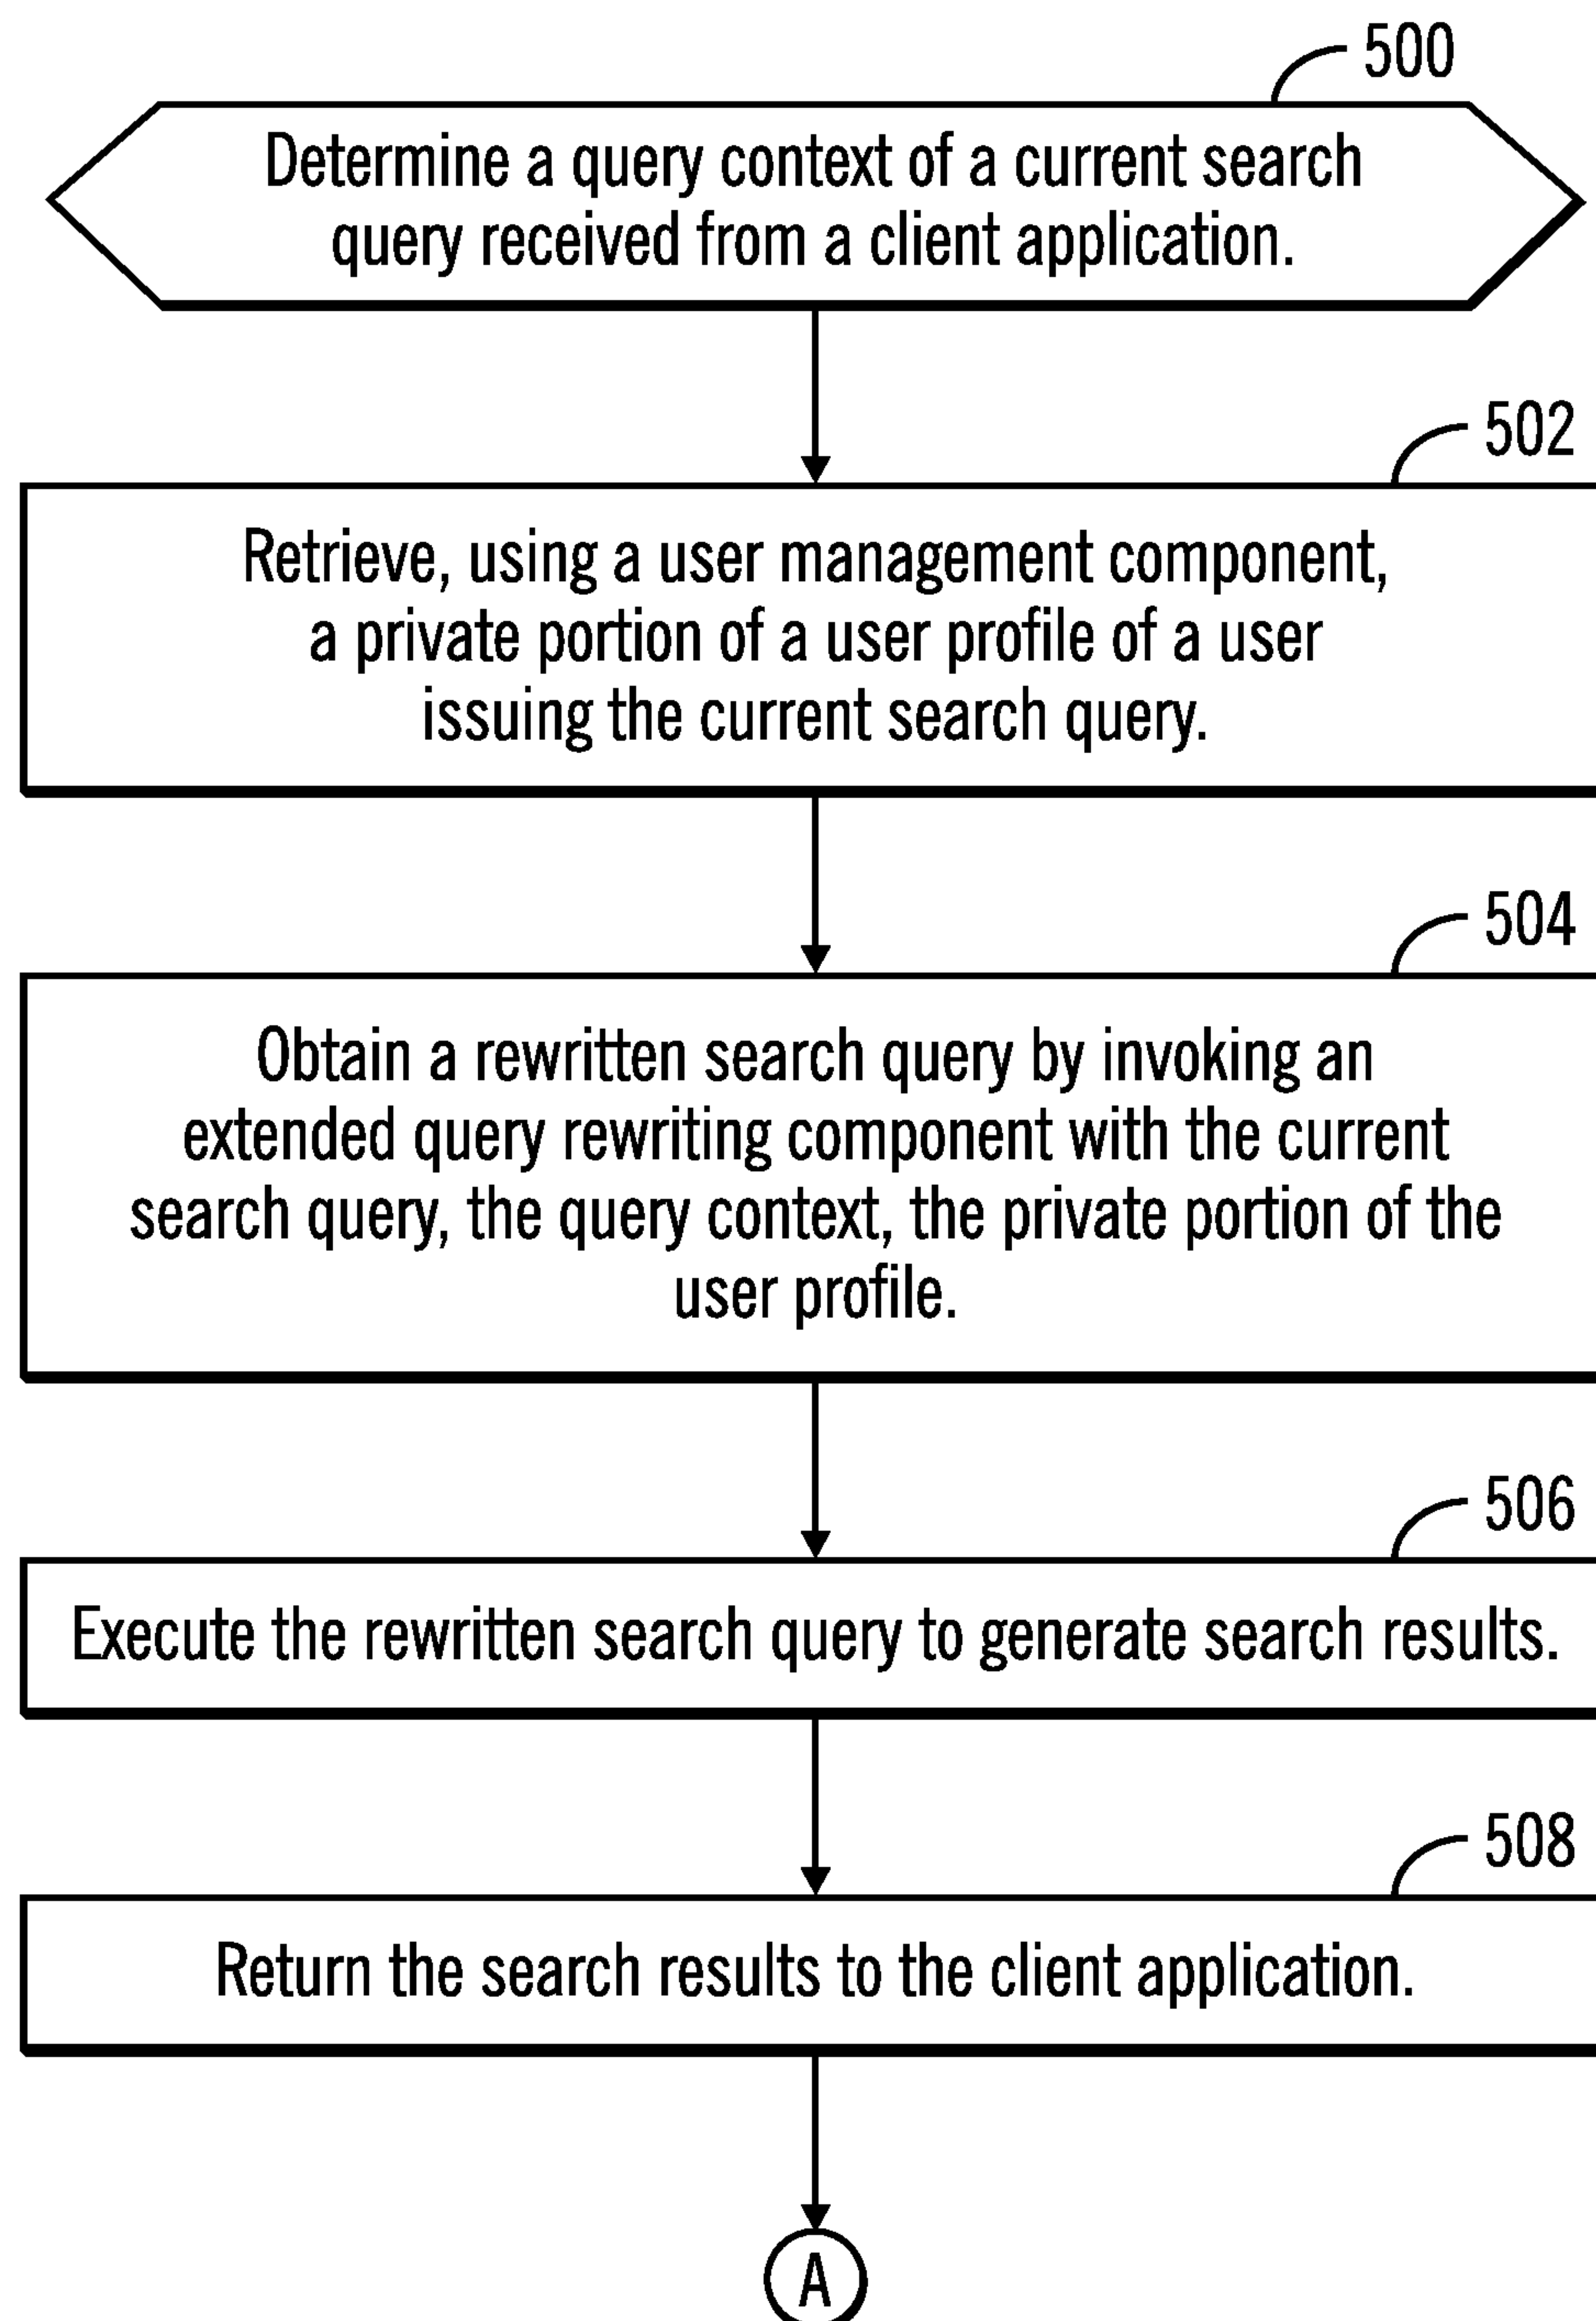 500
Determine a query context of a current search
query received from a client application.
502
Retrieve, using a user management component,
a private portion of a user profile of a user
issuing the current search query.
504
Obtain a rewritten search query by invoking an
extended query rewriting component with the current
search query, the query context, the private portion of the
user profile.
506
Execute the rewritten search query to generate search results.
508
Return the search results to the client application.
A